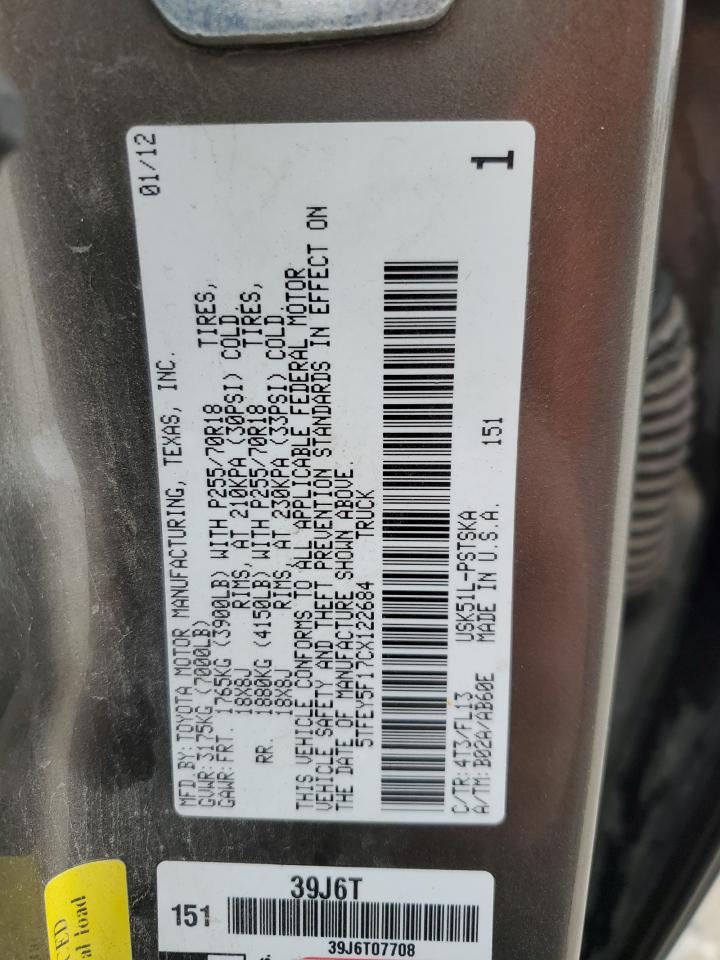 MFD.BY:TOYOTA MOTOR MANUFACTURING, TEXAS, INC. 01/12
GVWR: 3175KG (7000LB)
GAWR: FRT. 1765KG (3900LB) WITH P255/70R18 TIRES,
18X8J RIMS, AT 210KPA (30PSI) COLD
RR. 1880KG (4150LB) WITH P255/70R18 TIRES,
18X8J RIMS, AT 230KPA (33PSI) COLD.
THIS VEHICLE CONFORMS TO ALL APPLICABLE FEDERAL MOTOR
VEHICLE SAFETY AND THEFT PREVENTION STANDARDS IN EFFECT ON
THE DATE OF MANUFACTURE SHOWN ABOVE.
5TFEY5F17CX122684 TRUCK
C/TR:4T3/FL13 USK51L-PSTSKA
A/TM:B02A/AB60E MADE IN U.S.A. 151 1
39J6T
151
39J6T07708
al load